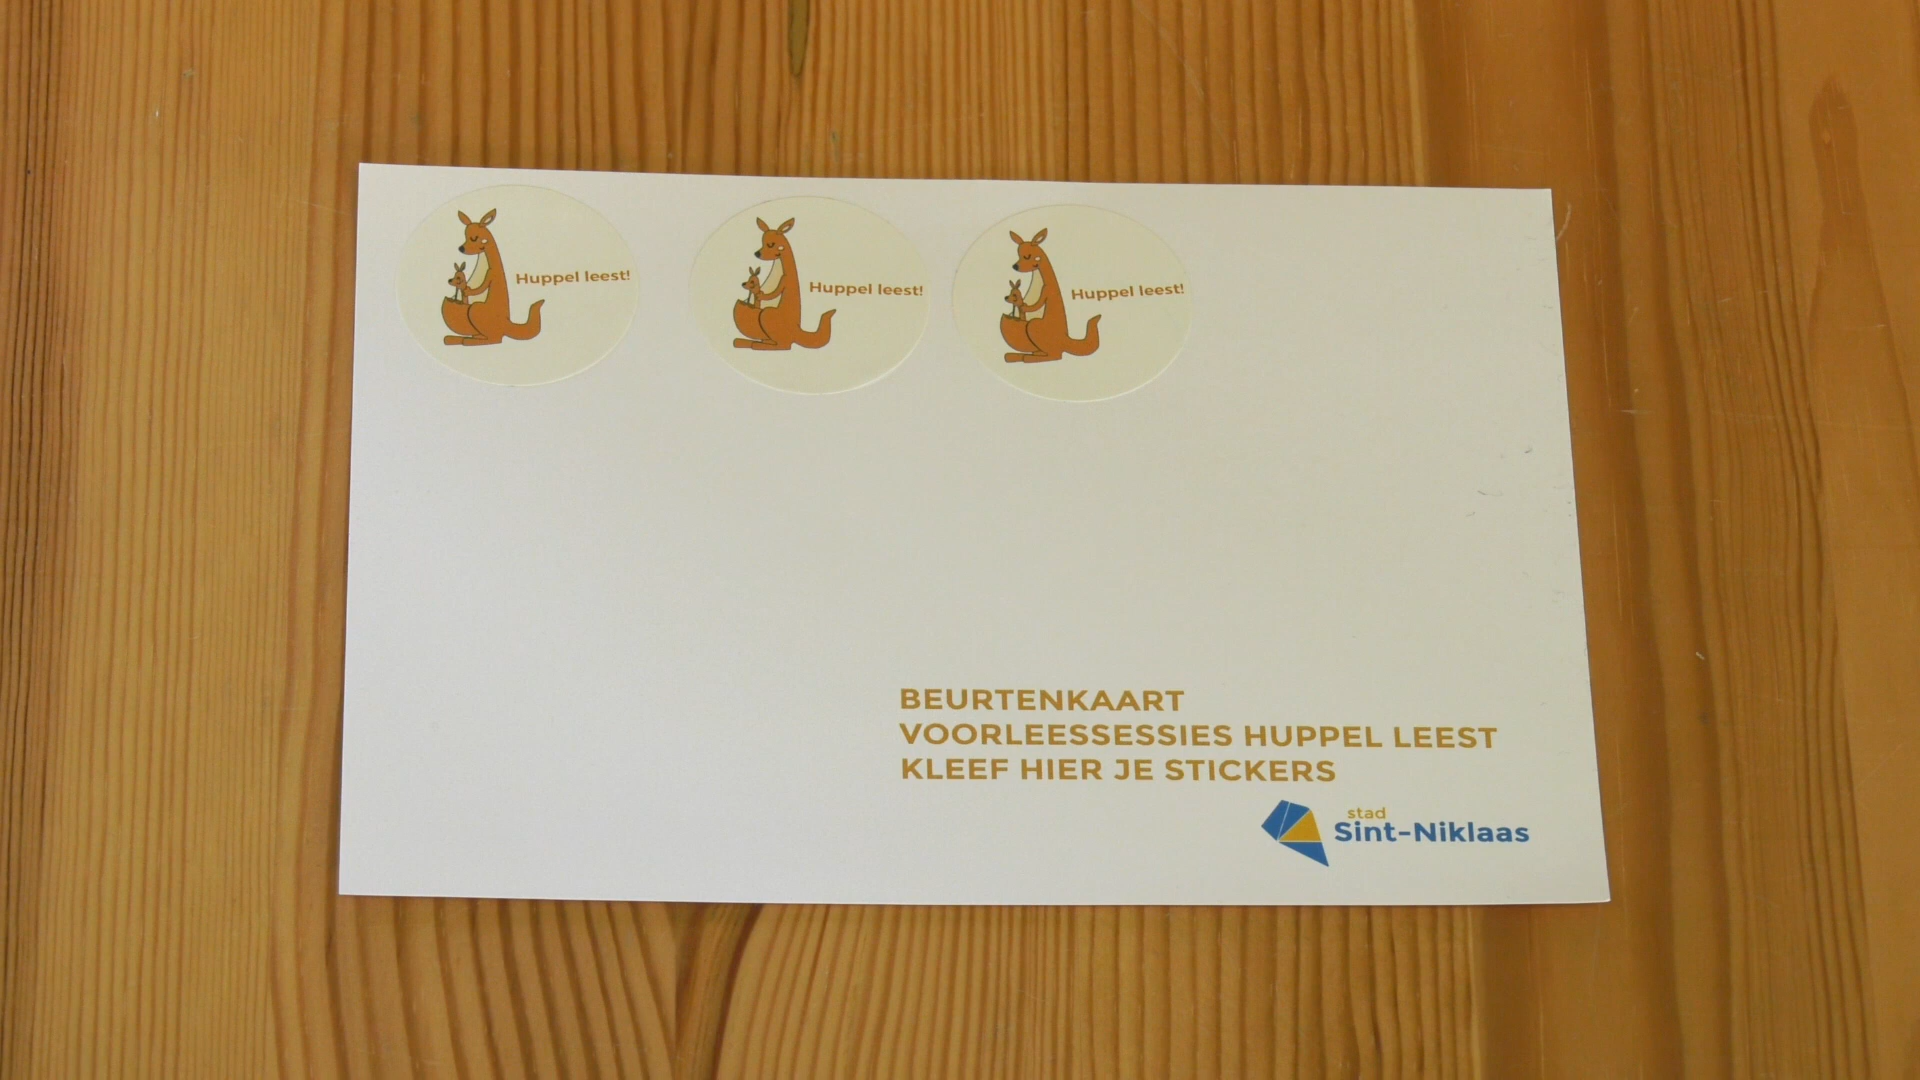 Huppel leest!
Huppel leest!
Huppel leest!
BEURTENKAART
VOORLEESSESSIES HUPPEL LEEST
KLEEF HIER JE STICKERS
stad
Sint-Niklaas